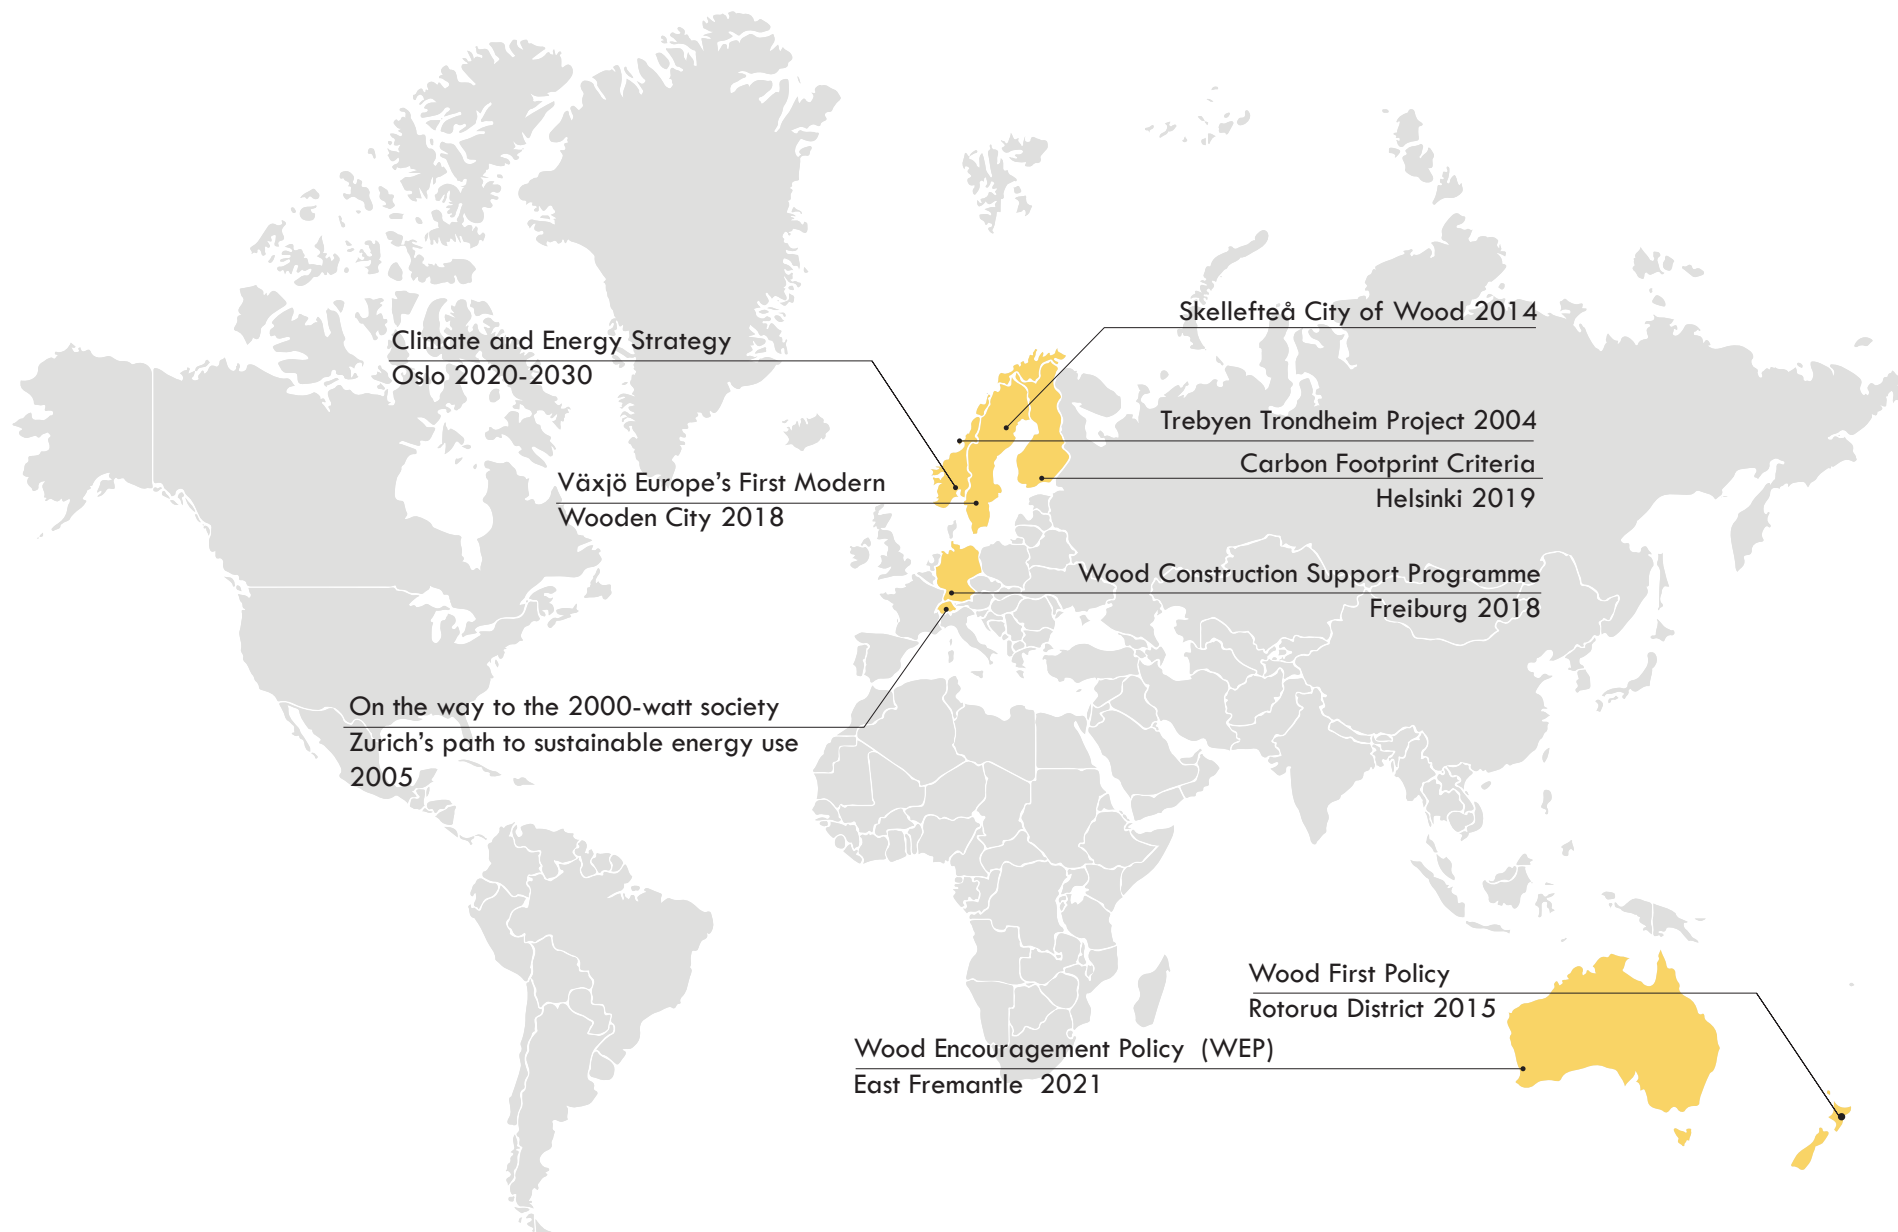 Skellefteå City of Wood 2014
Climate and Energy Strategy
Oslo 2020-2030
Trebyen Trondheim Project 2004
Carbon Footprint Criteria
Helsinki 2019
Växjö Europe's First Modern
Wooden City 2018
Wood Construction Support Programme
Freiburg 2018
On the way to the 2000-watt society
Zurich's path to sustainable energy use
2005
Wood First Policy
Rotorua District 2015
Wood Encouragement Policy (WEP)
East Fremantle 2021